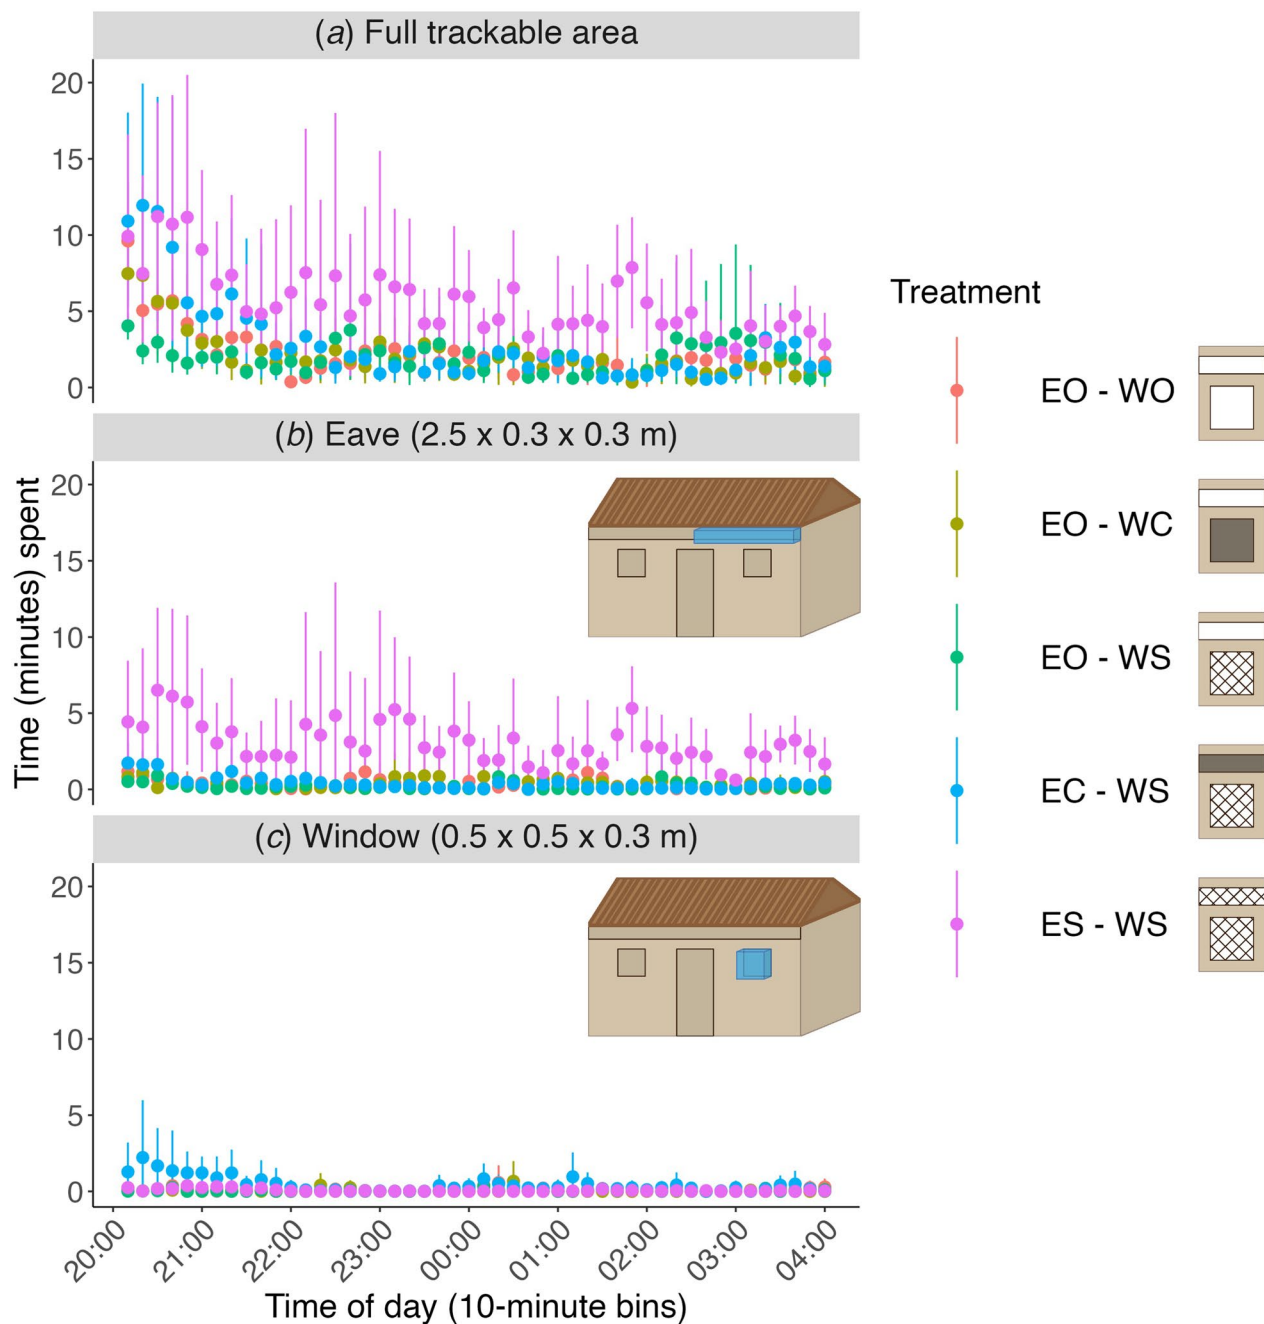 (a) Full trackable area
20
15
10
5
0
(b) Eave (2.5 x 0.3 x 0.3 m)
20
15
10
5
0
(c) Window (0.5 x 0.5 x 0.3 m)
20
15
10
5
0
Time (minutes) spent
20:00
21:00
22:00
23:00
00:00
01:00
02:00
03:00
04:00
Time of day (10-minute bins)
Treatment
EO - WO
EO - WC
EO - WS
EC - WS
ES - WS